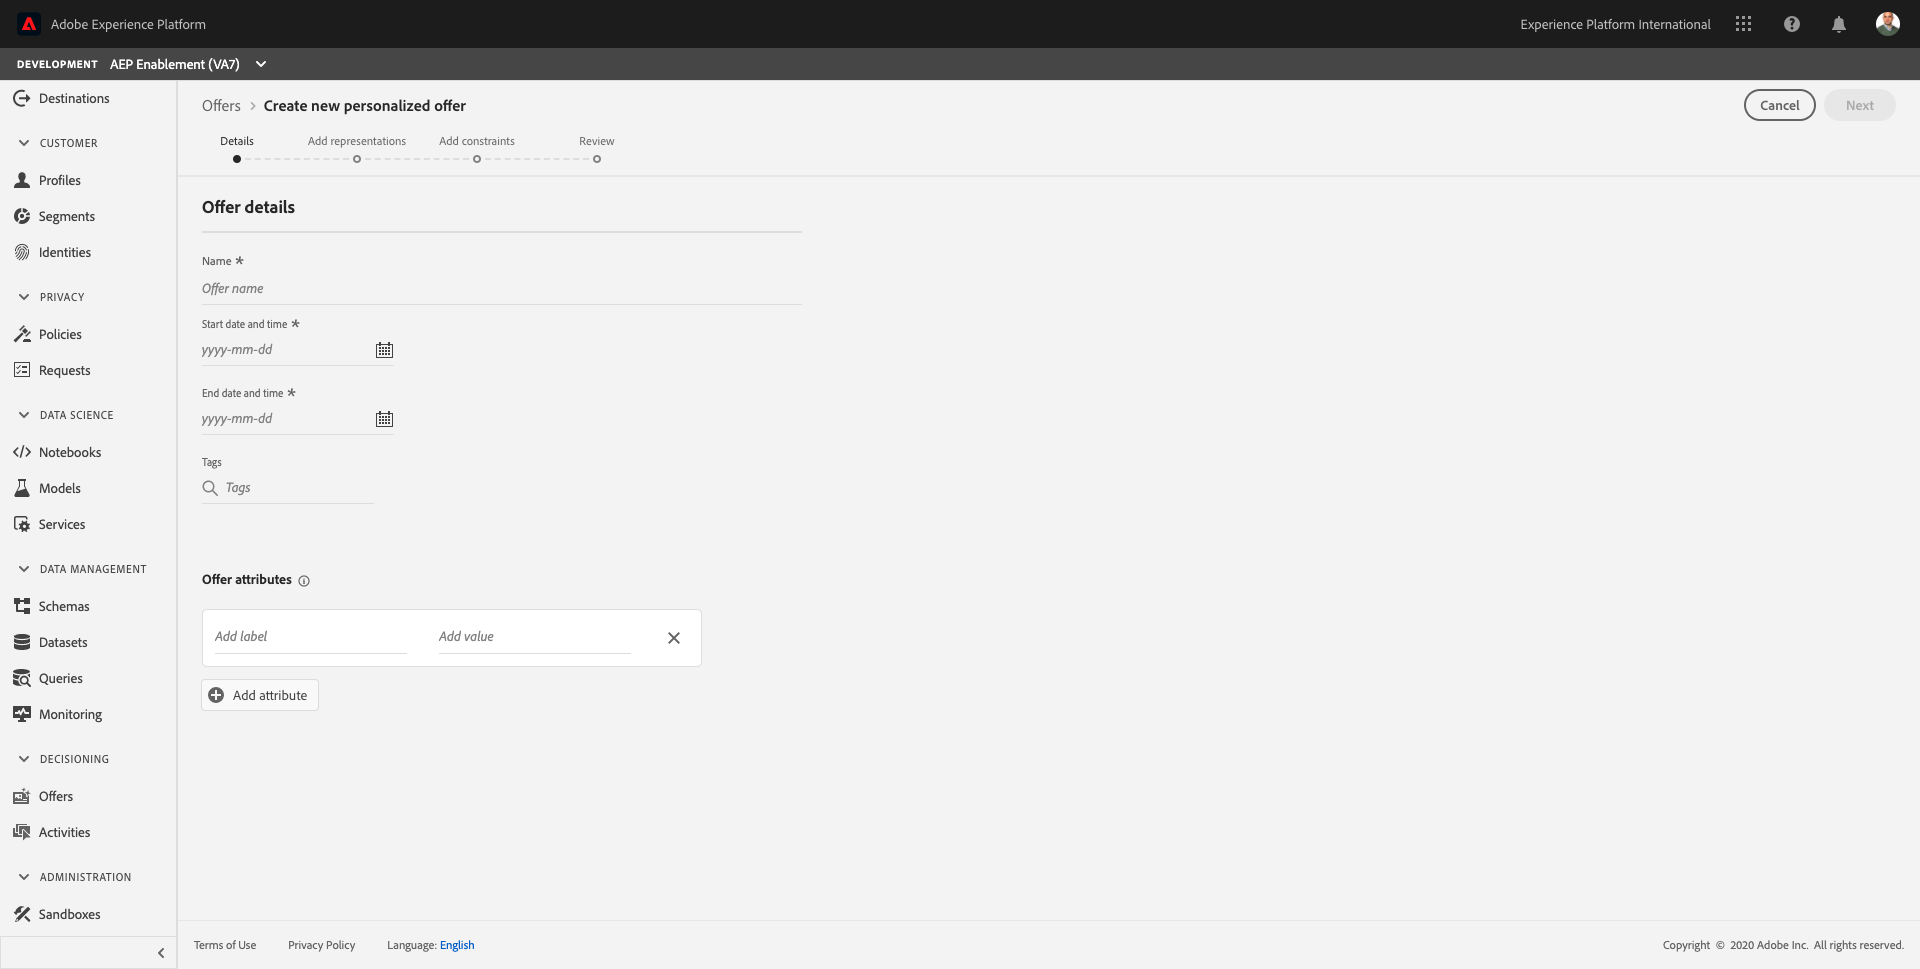 Adobe Experience Platform
Experience Platform International
DEVELOPMENT AEP Enablement (VA7)
Destinations
CUSTOMER
Profiles
Segments
Identities
PRIVACY
Policies
Requests
DATA SCIENCE
Notebooks
Models
Services
DATA MANAGEMENT
Schemas
Datasets
Queries
Monitoring
DECISIONING
Offers
Activities
ADMINISTRATION
Sandboxes
Offers > Create new personalized offer
Cancel
Next
Details
Add representations
Add constraints
Review
Offer details
Name *
Offer name
Start date and time *
yyyy-mm-dd
End date and time *
yyyy-mm-dd
Tags
Tags
Offer attributes
Add label
Add value
Add attribute
Terms of Use
Privacy Policy
Language: English
Copyright © 2020 Adobe Inc. All rights reserved.